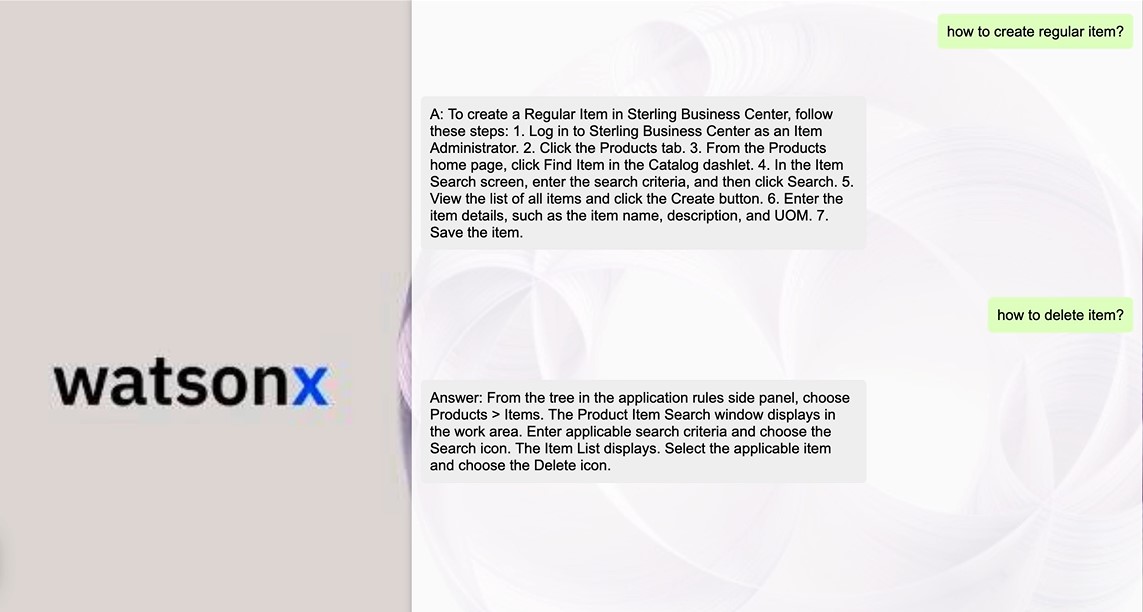 how to create regular item?
A: To create a Regular Item in Sterling Business Center, follow
these steps: 1. Log in to Sterling Business Center as an Item
Administrator. 2. Click the Products tab. 3. From the Products
home page, click Find Item in the Catalog dashlet. 4. In the Item
Search screen, enter the search criteria, and then click Search. 5.
View the list of all items and click the Create button. 6. Enter the
item details, such as the item name, description, and UOM. 7.
Save the item.
how to delete item?
watsonx
Answer: From the tree in the application rules side panel, choose
Products > Items. The Product Item Search window displays in
the work area. Enter applicable search criteria and choose the
Search icon. The Item List displays. Select the applicable item
and choose the Delete icon.